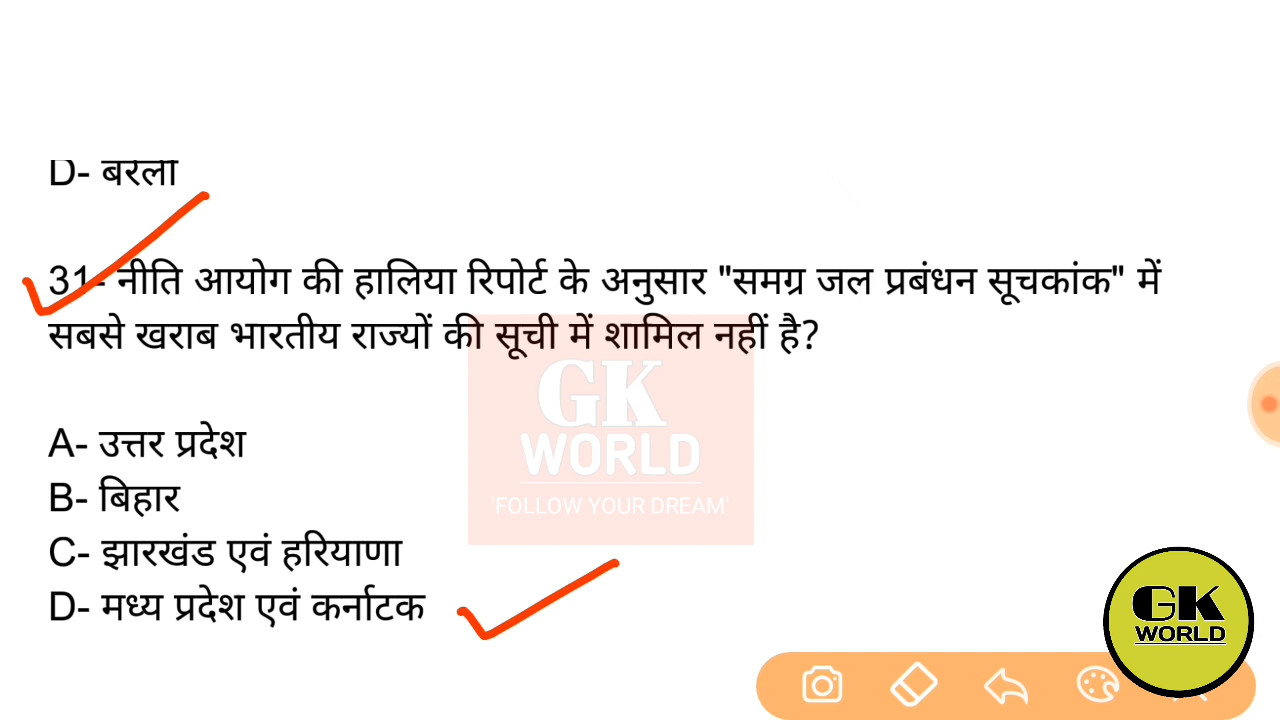 D- बरला
31- नीति आयोग की हालिया रिपोर्ट के अनुसार "समग्र जल प्रबंधन सूचकांक" में
सबसे खराब भारतीय राज्यों की सूची में शामिल नहीं है?
GK
WORLD
'FOLLOW YOUR DREAM'
A- उत्तर प्रदेश
B- बिहार
C- झारखंड एवं हरियाणा
D- मध्य प्रदेश एवं कर्नाटक
GK
WORLD